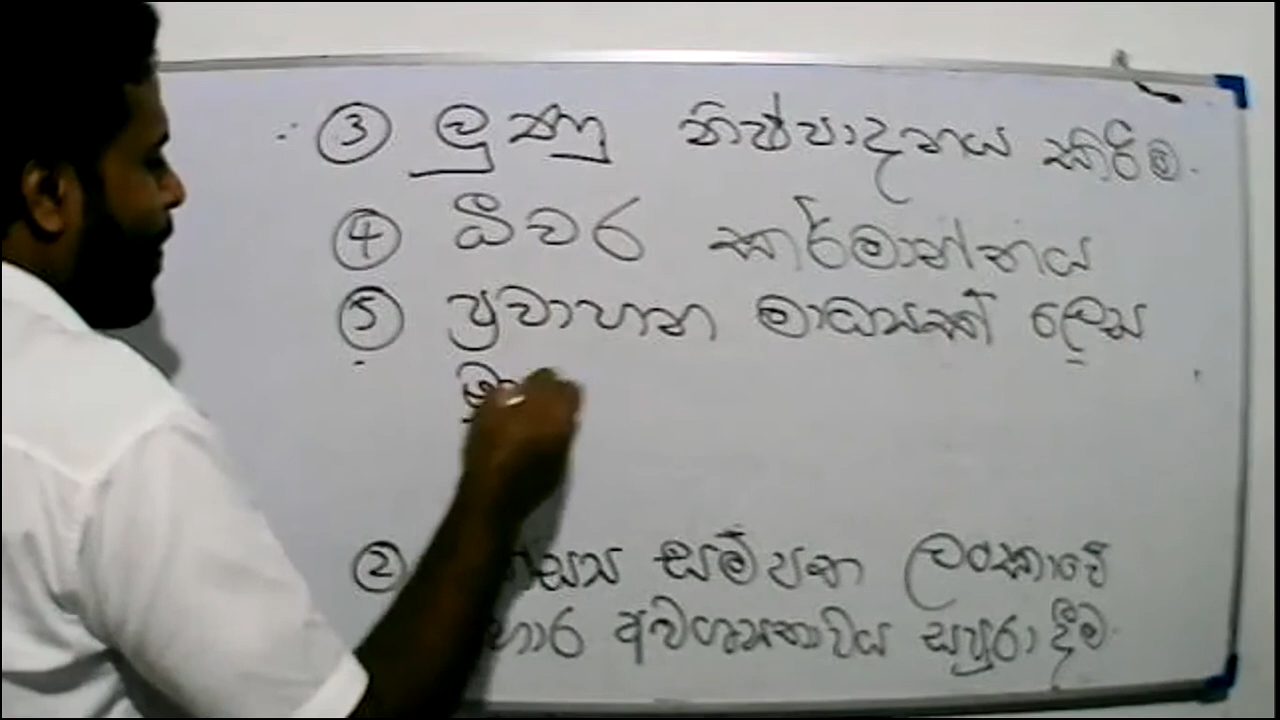 ③ ලුණු නිෂ්පාදනය කිරීම.
④ ධීවර කර්මාන්තය
⑤ ප්‍රවාහන මාධ්‍යයක් ලෙස
② සම්පත ලංකාවේ
අවශ්‍යතාවය සපුරා දීම.